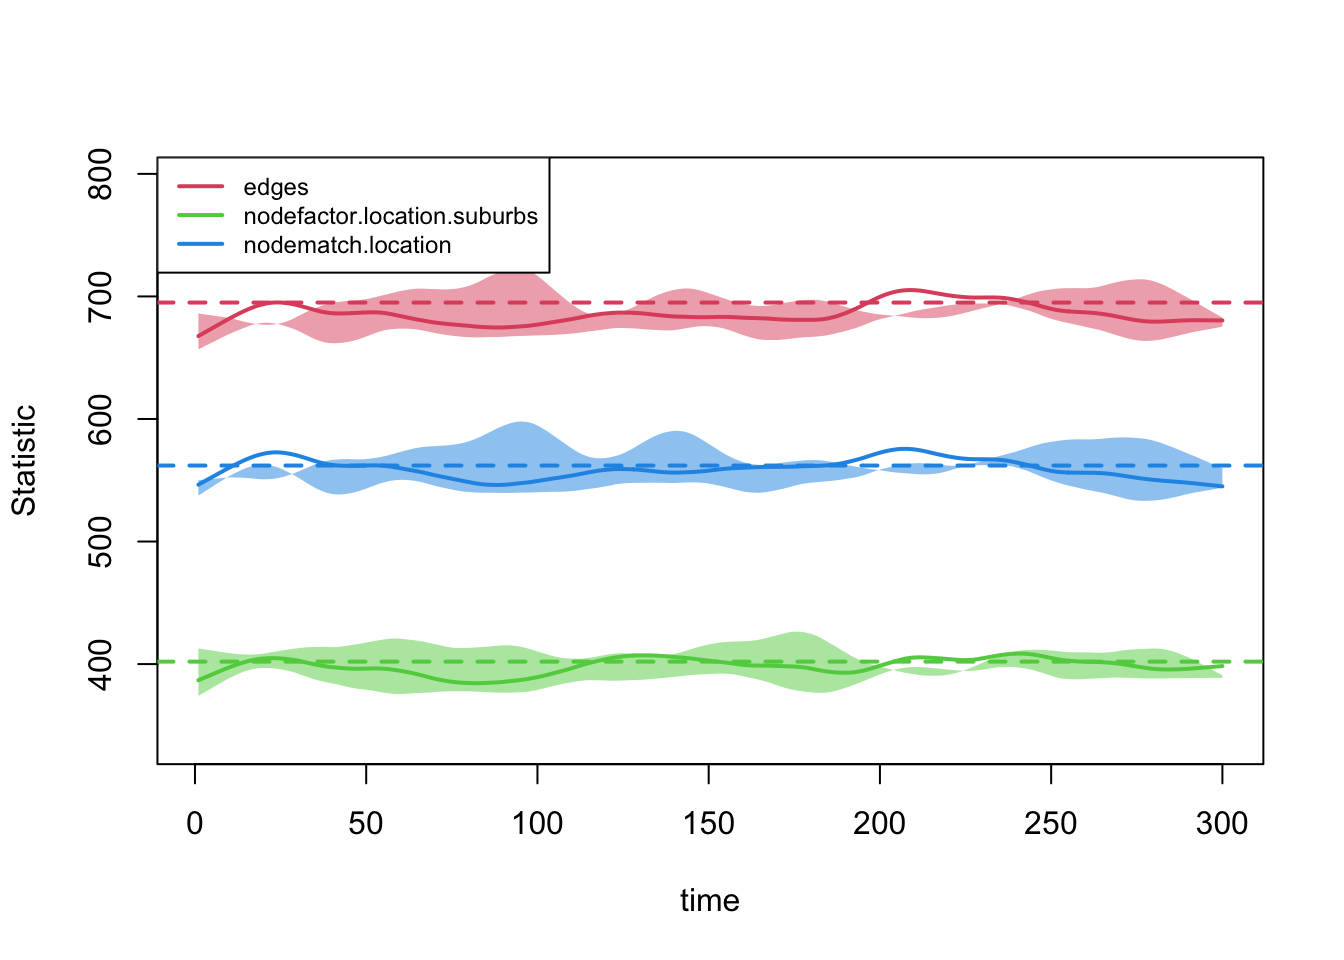 edges
nodefactor.location.suburbs
nodematch.location
800
700
600
500
400
Statistic
0 50 100 150 200 250 300
time